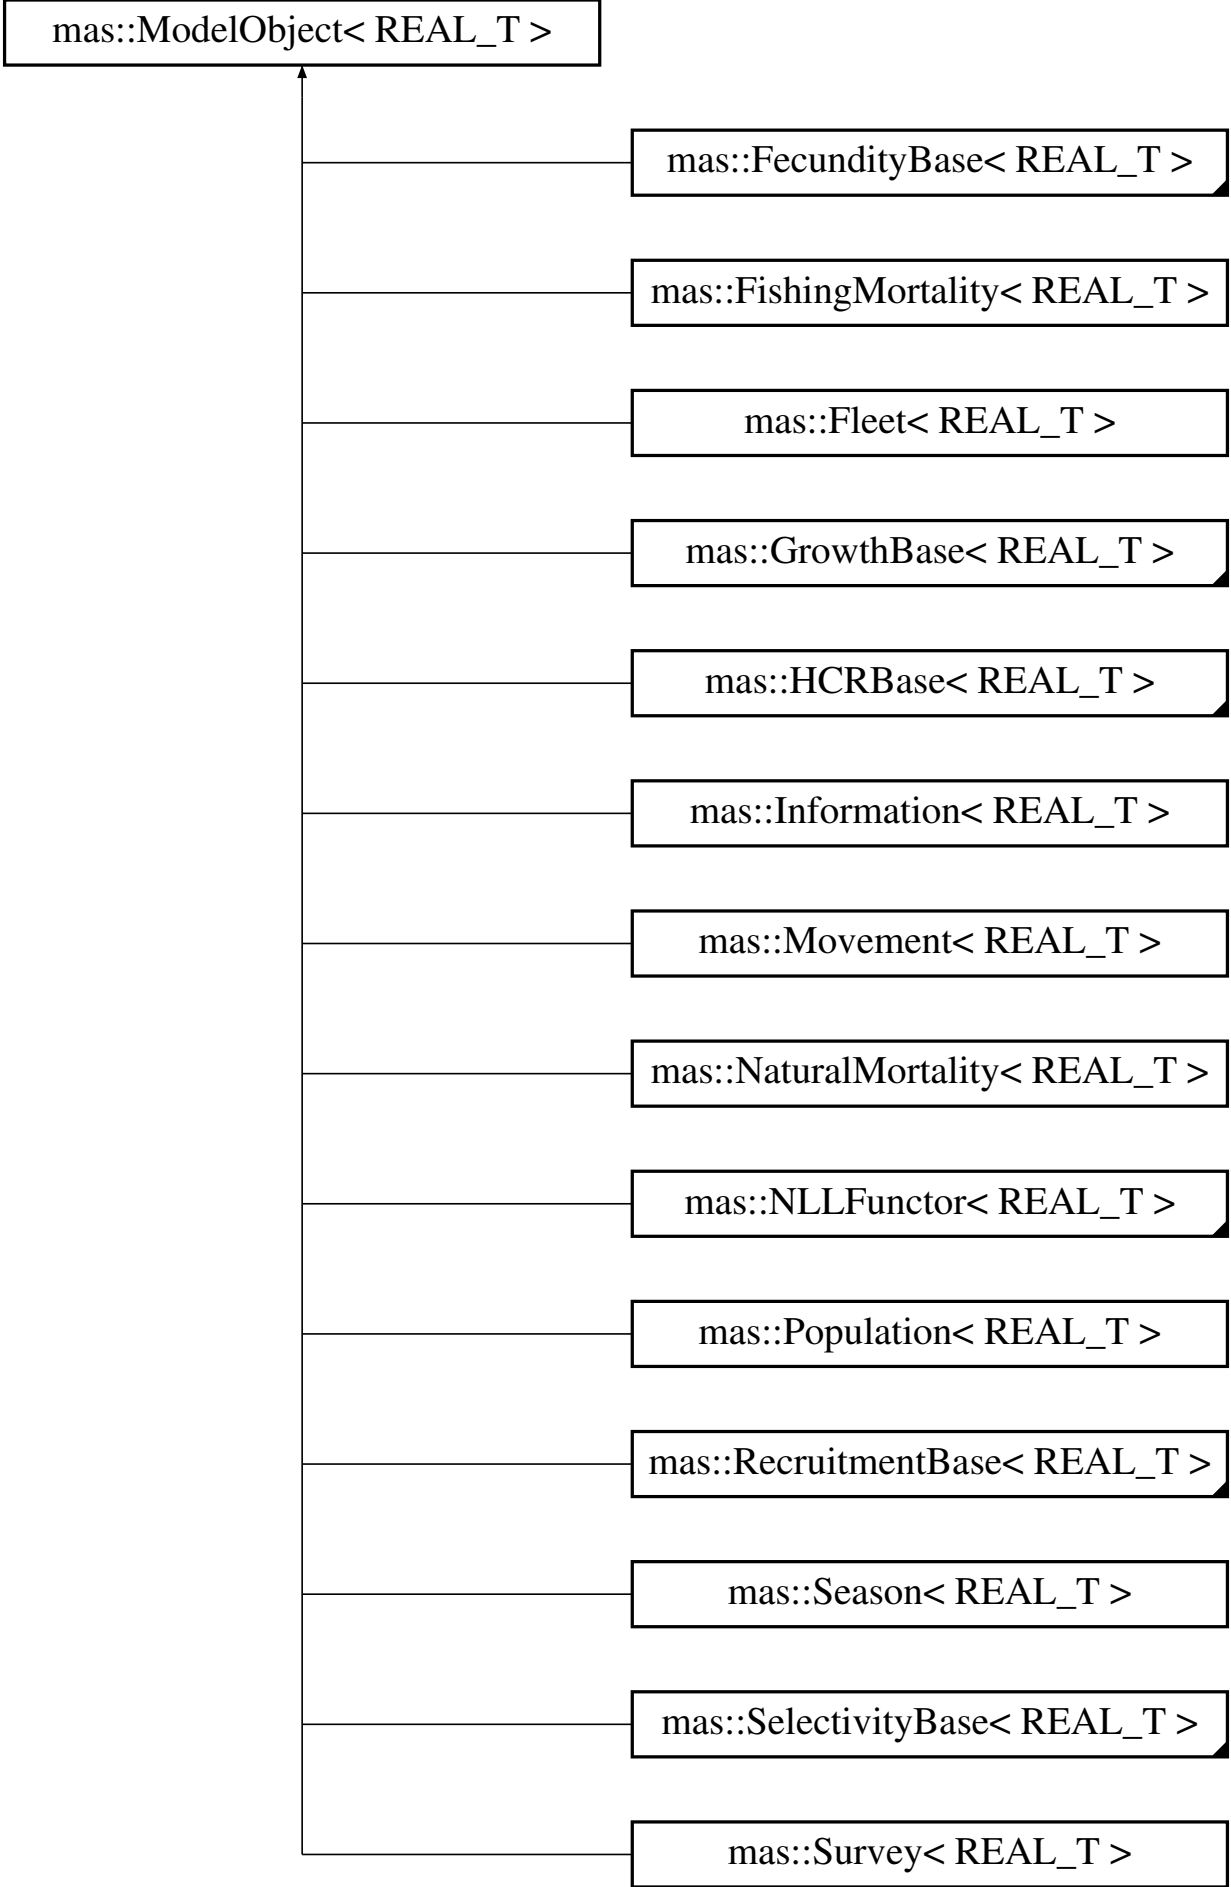 mas::ModelObject< REAL_T >
mas::FecundityBase< REAL_T >
mas::FishingMortality< REAL_T >
mas::Fleet< REAL_T >
mas::GrowthBase< REAL_T >
mas::HCRBase< REAL_T >
mas::Information< REAL_T >
mas::Movement< REAL_T >
mas::NaturalMortality< REAL_T >
mas::NLLFunctor< REAL_T >
mas::Population< REAL_T >
mas::RecruitmentBase< REAL_T >
mas::Season< REAL_T >
mas::SelectivityBase< REAL_T >
mas::Survey< REAL_T >